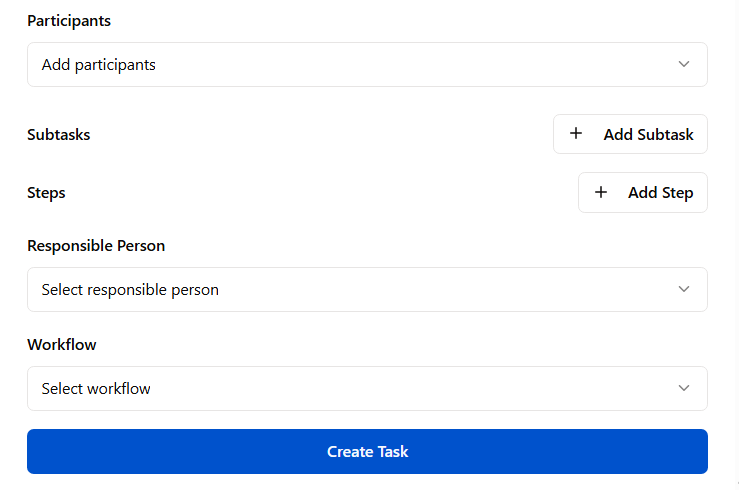 Participants
Add participants
Subtasks
Add Subtask
Steps
Add Step
Responsible Person
Select responsible person
Workflow
Select workflow
Create Task